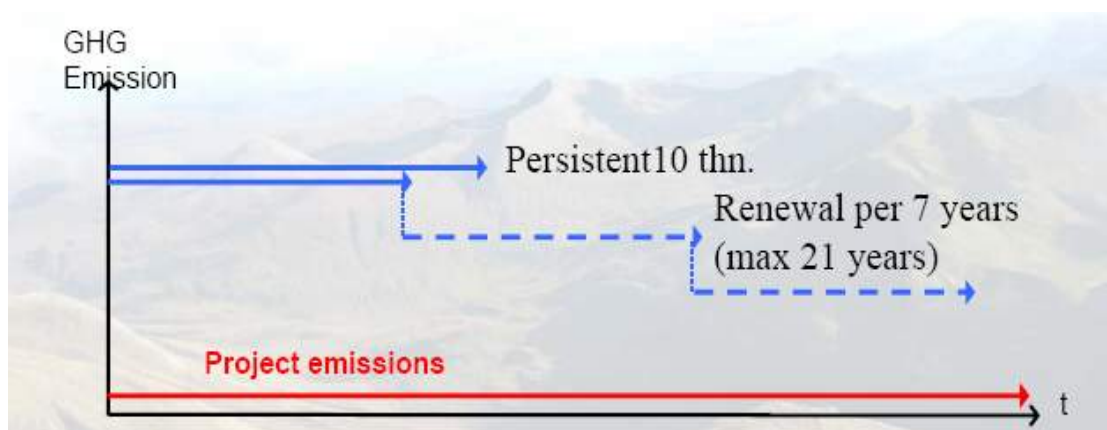 GHG
Emission
Persistent10 thn.
Renewal per 7 years
(max 21 years)
Project emissions
t